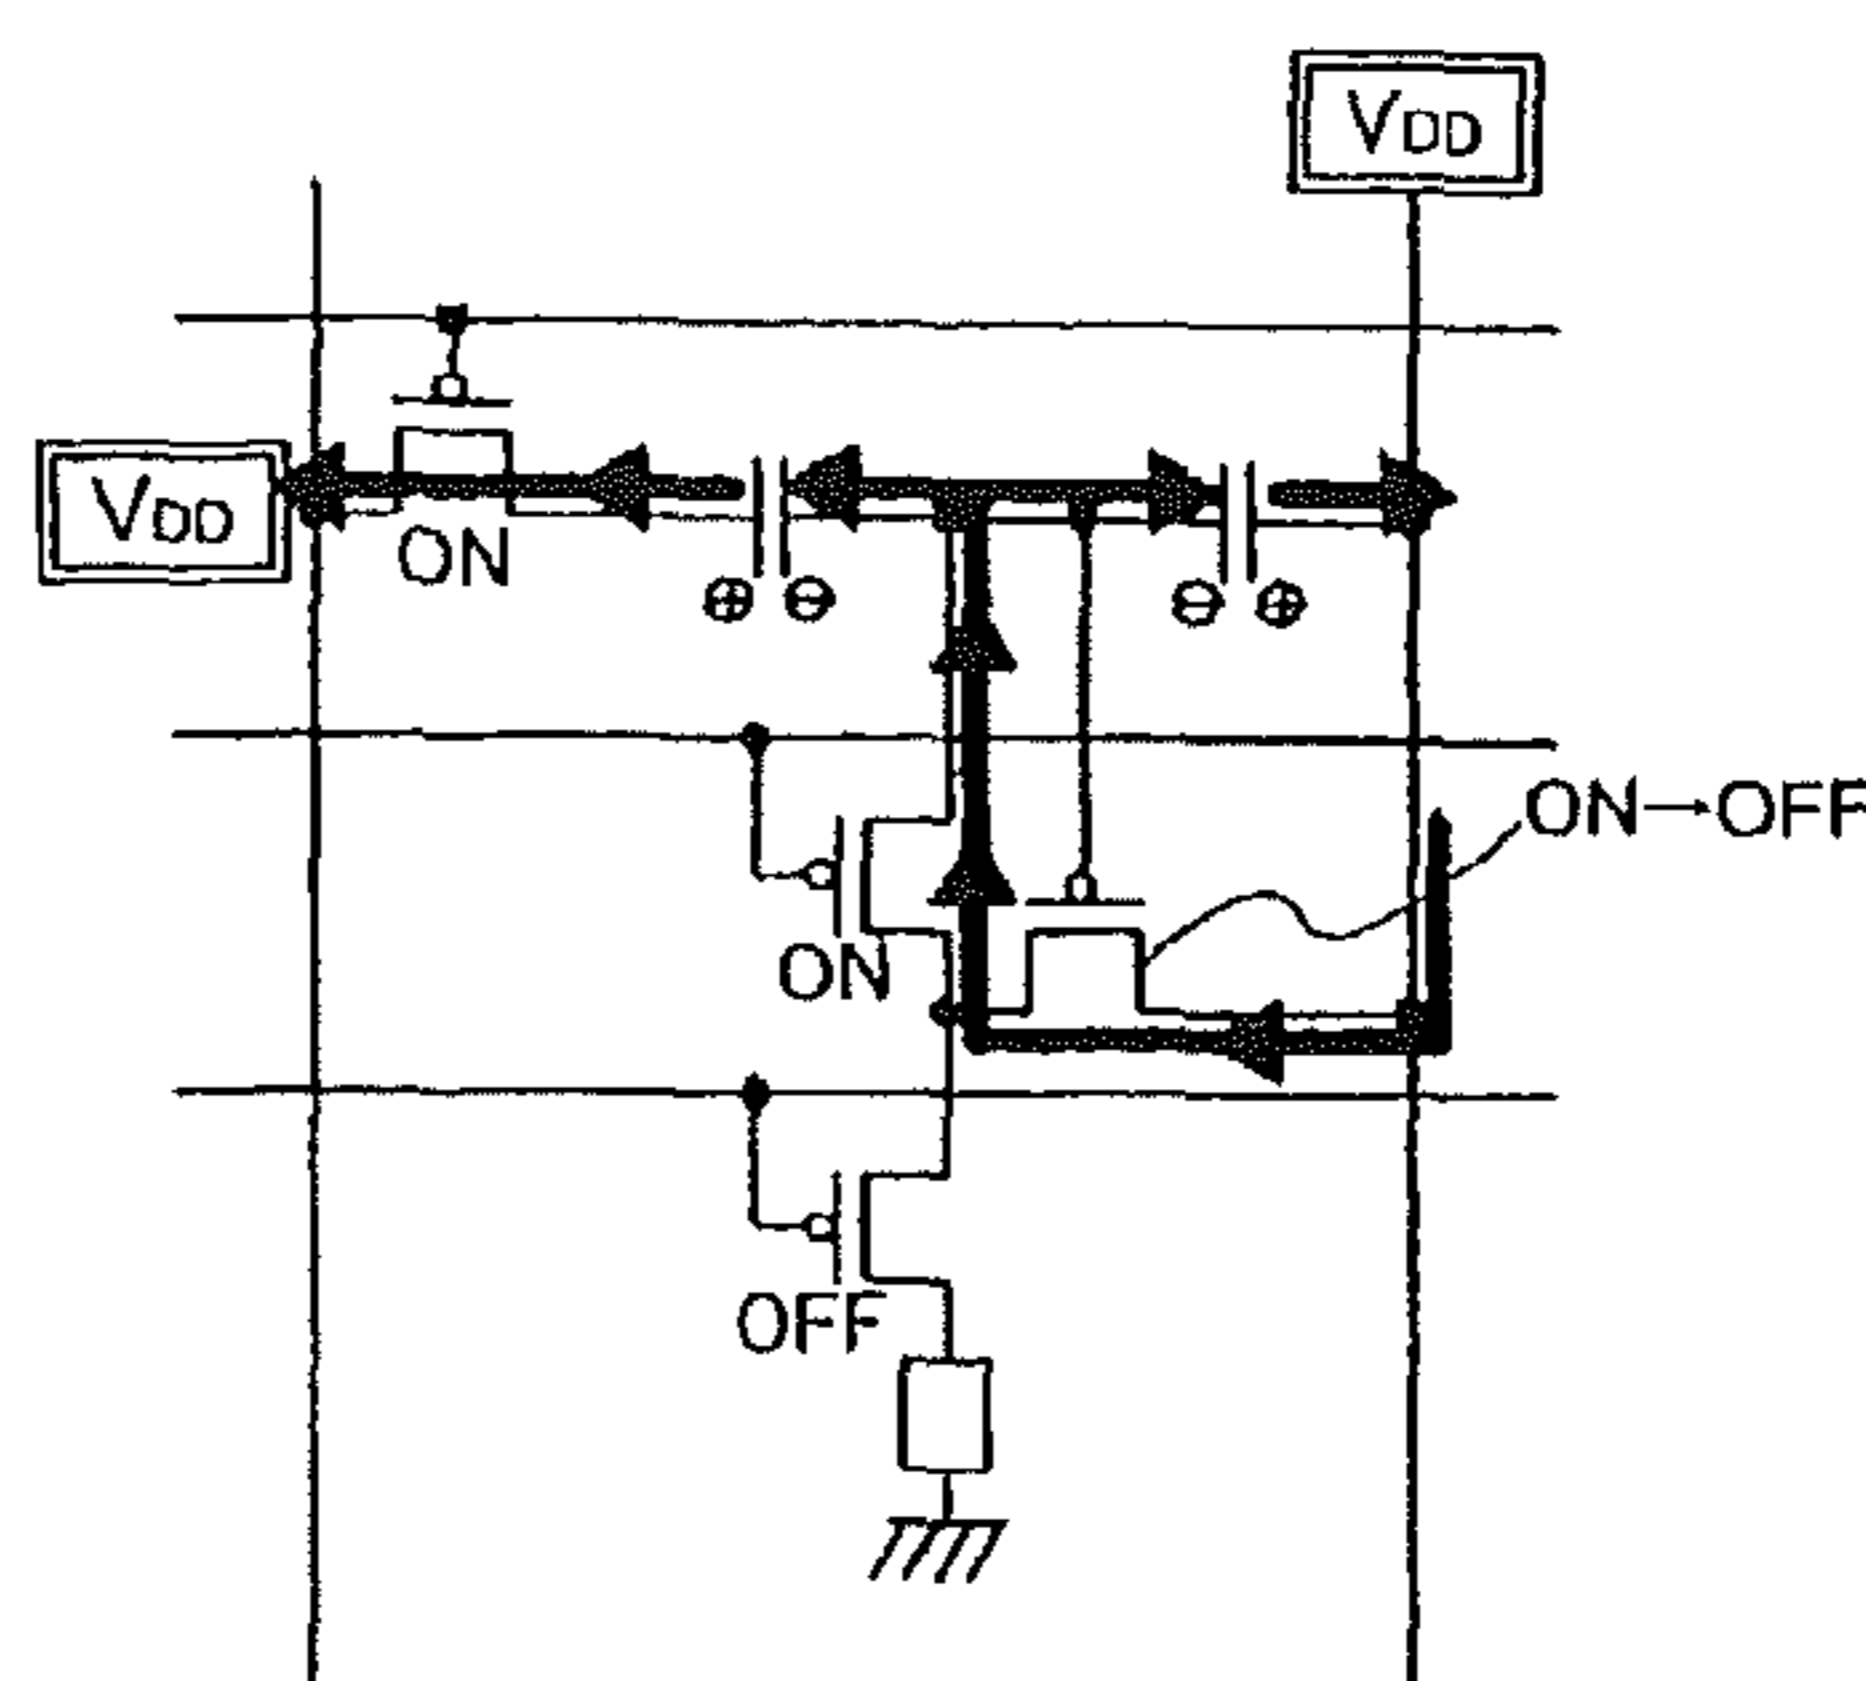 VDD
VDD
ON
⊕ ⊖
⊖ ⊕
ON→OFF
ON
OFF